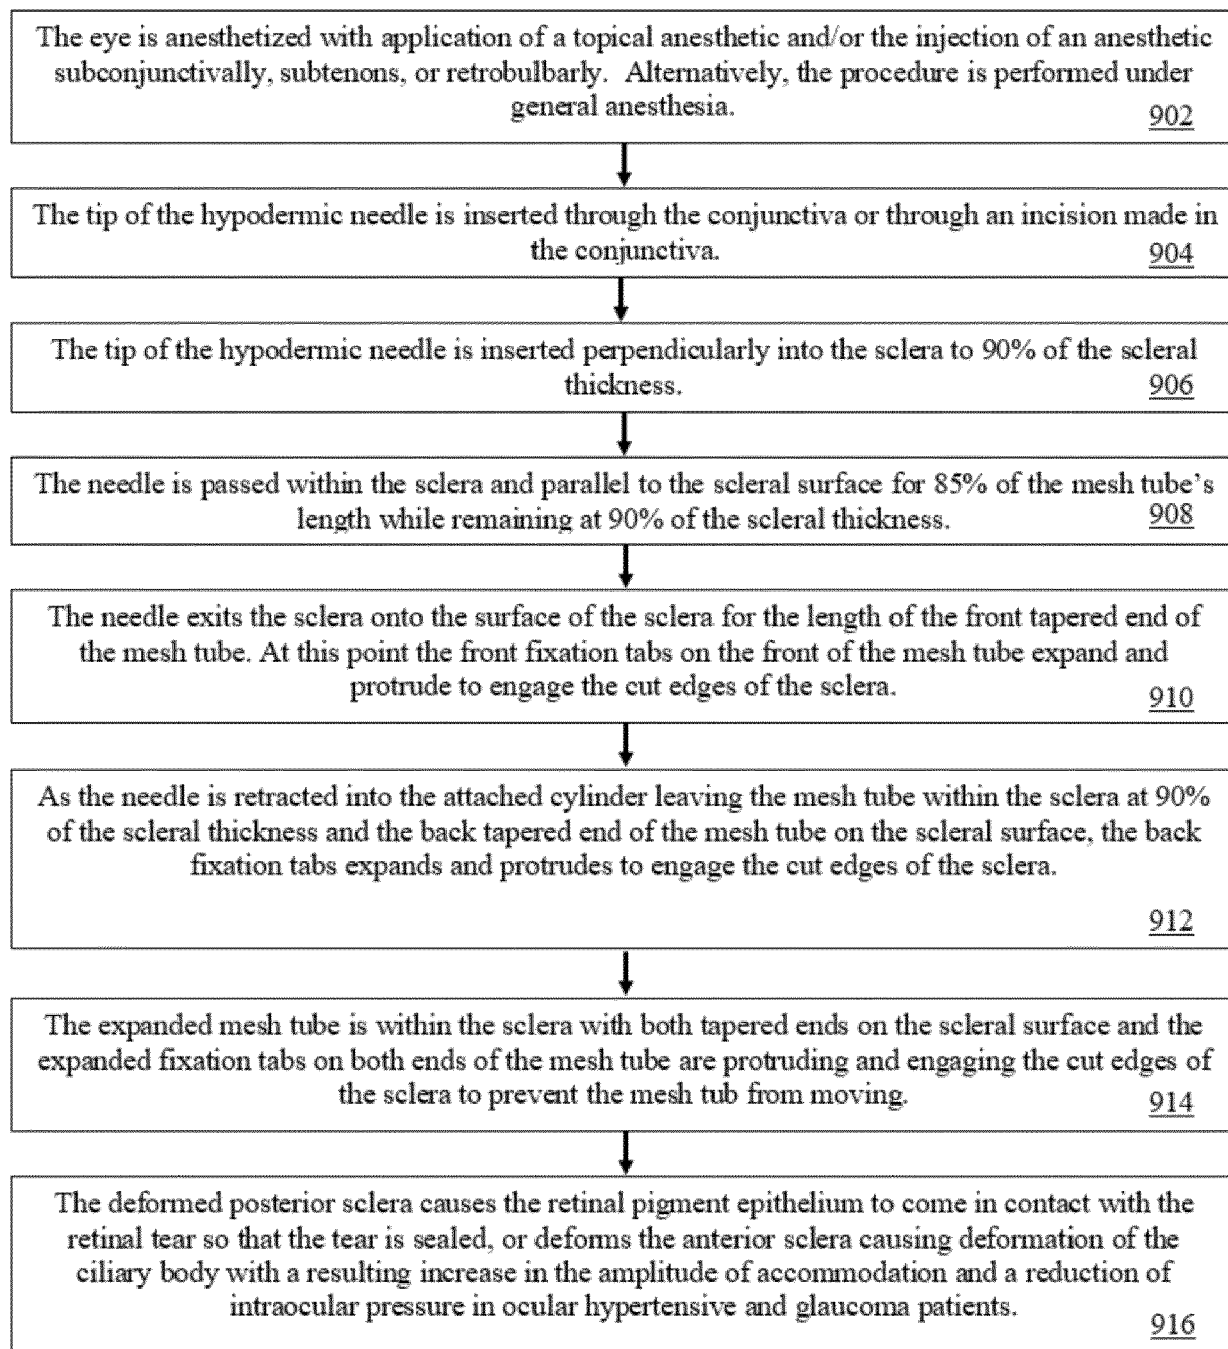 The eye is anesthetized with application of a topical anesthetic and/or the injection of an anesthetic
subconjunctivally, subtenons, or retrobulbarly. Alternatively, the procedure is performed under
general anesthesia.
902
The tip of the hypodermic needle is inserted through the conjunctiva or through an incision made in
the conjunctiva.
904
The tip of the hypodermic needle is inserted perpendicularly into the sclera to 90% of the scleral
thickness.
906
The needle is passed within the sclera and parallel to the scleral surface for 85% of the mesh tube's
length while remaining at 90% of the scleral thickness.
908
The needle exits the sclera onto the surface of the sclera for the length of the front tapered end of
the mesh tube. At this point the front fixation tabs on the front of the mesh tube expand and
protrude to engage the cut edges of the sclera.
910
As the needle is retracted into the attached cylinder leaving the mesh tube within the sclera at 90%
of the scleral thickness and the back tapered end of the mesh tube on the scleral surface, the back
fixation tabs expands and protrudes to engage the cut edges of the sclera.
912
The expanded mesh tube is within the sclera with both tapered ends on the scleral surface and the
expanded fixation tabs on both ends of the mesh tube are protruding and engaging the cut edges of
the sclera to prevent the mesh tub from moving.
914
The deformed posterior sclera causes the retinal pigment epithelium to come in contact with the
retinal tear so that the tear is sealed, or deforms the anterior sclera causing deformation of the
ciliary body with a resulting increase in the amplitude of accommodation and a reduction of
intraocular pressure in ocular hypertensive and glaucoma patients.
916